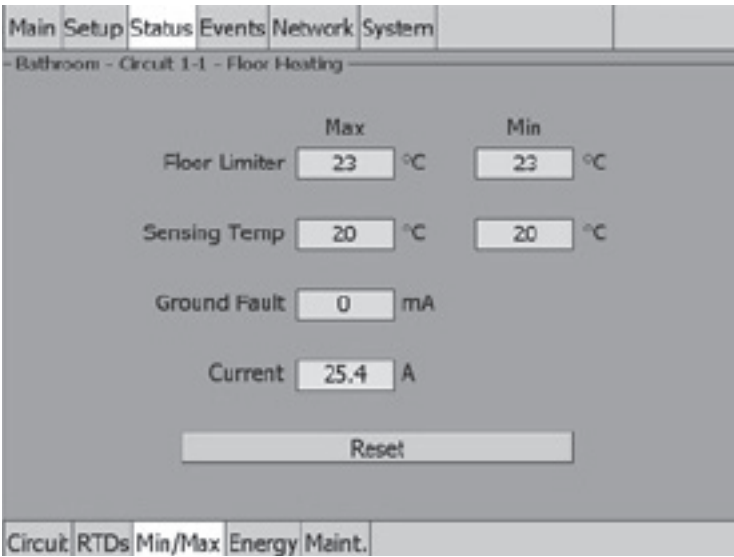 Main Setup Status Events Network System
Bathroom - Circuit 1-1 - Floor Heating
Max Min
Floor Limiter 23 °C 23 °C
Sensing Temp 20 °C 20 °C
Ground Fault 0 mA
Current 25.4 A
Reset
Circuit RTDs Min/Max Energy Maint.